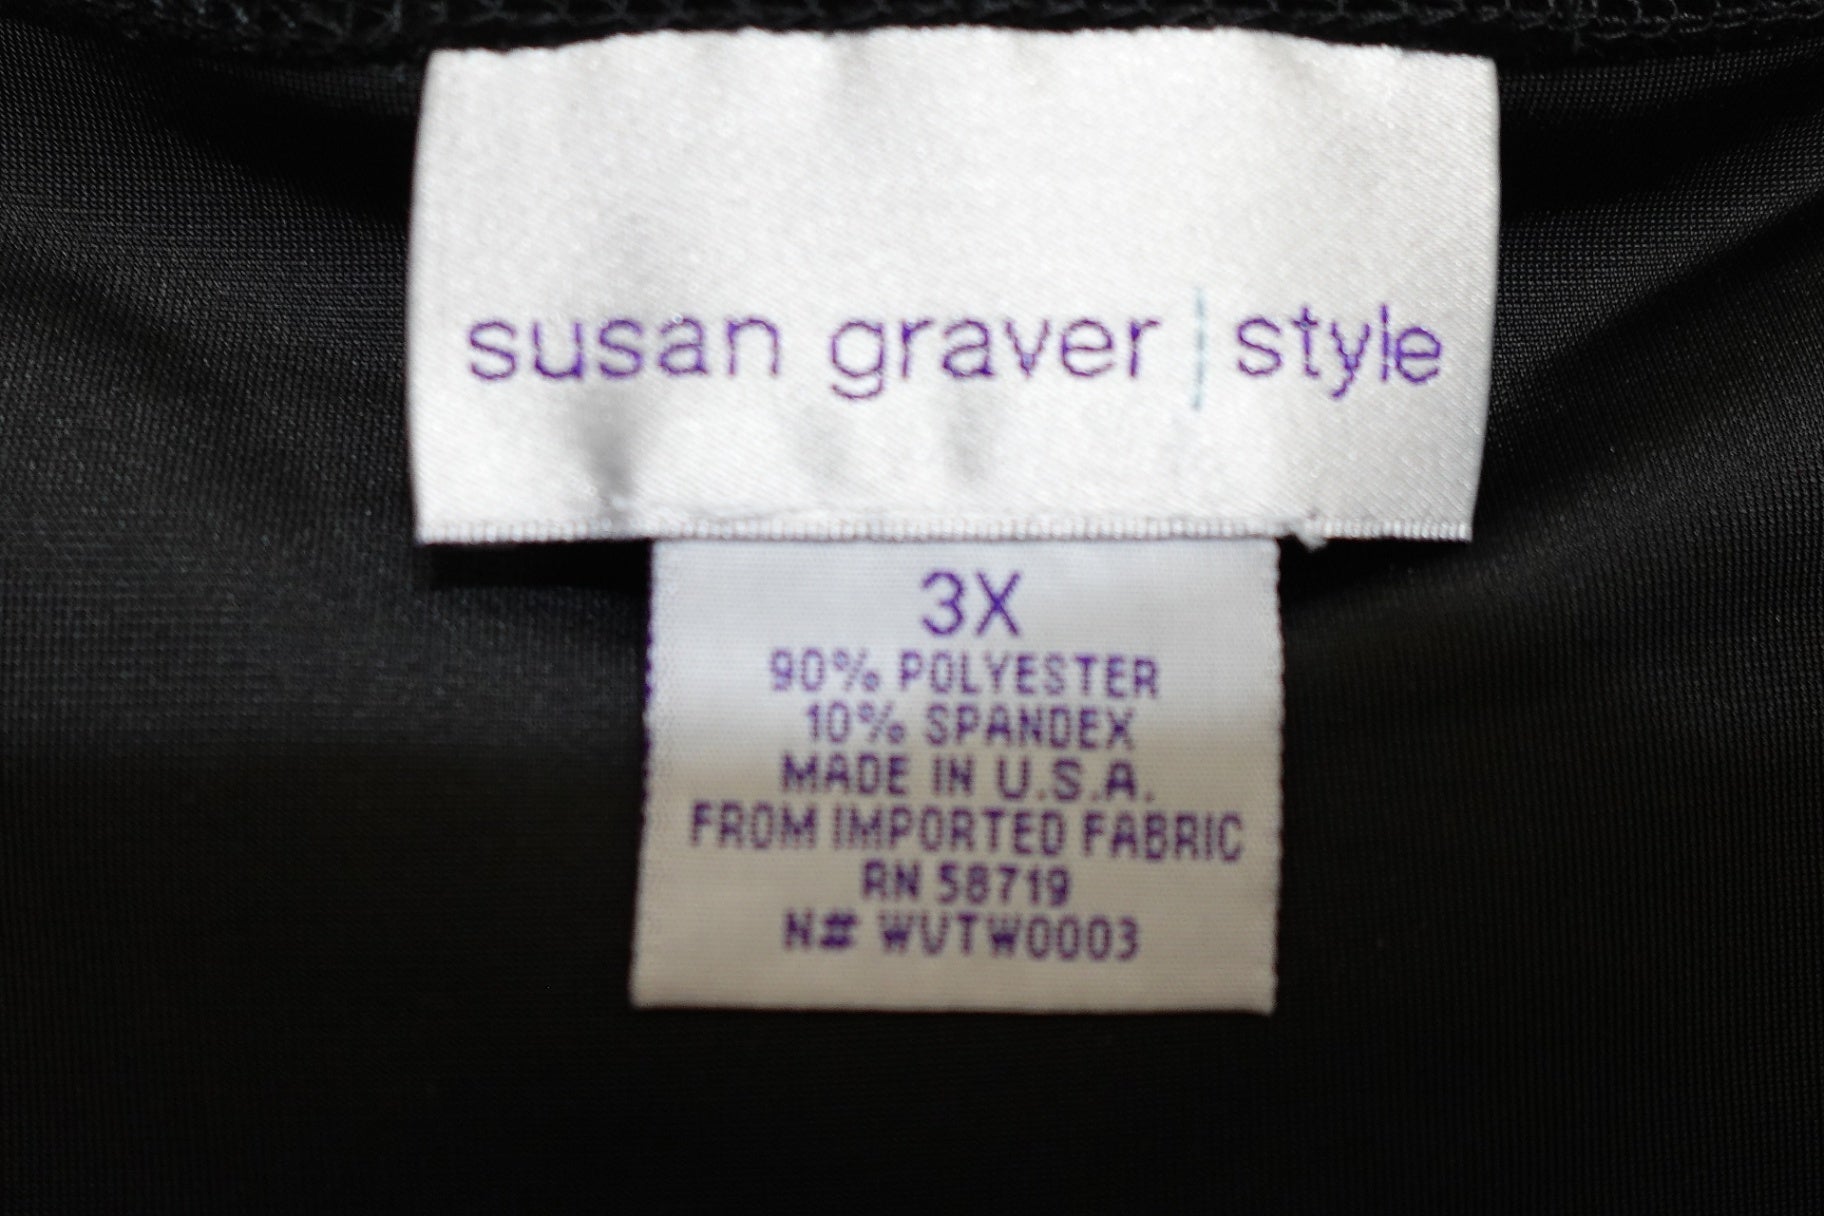 susan graver | style
3X
90% POLYESTER
10% SPANDEX
MADE IN U.S.A.
FROM IMPORTED FABRIC
RN 58719
N# WVTW0003